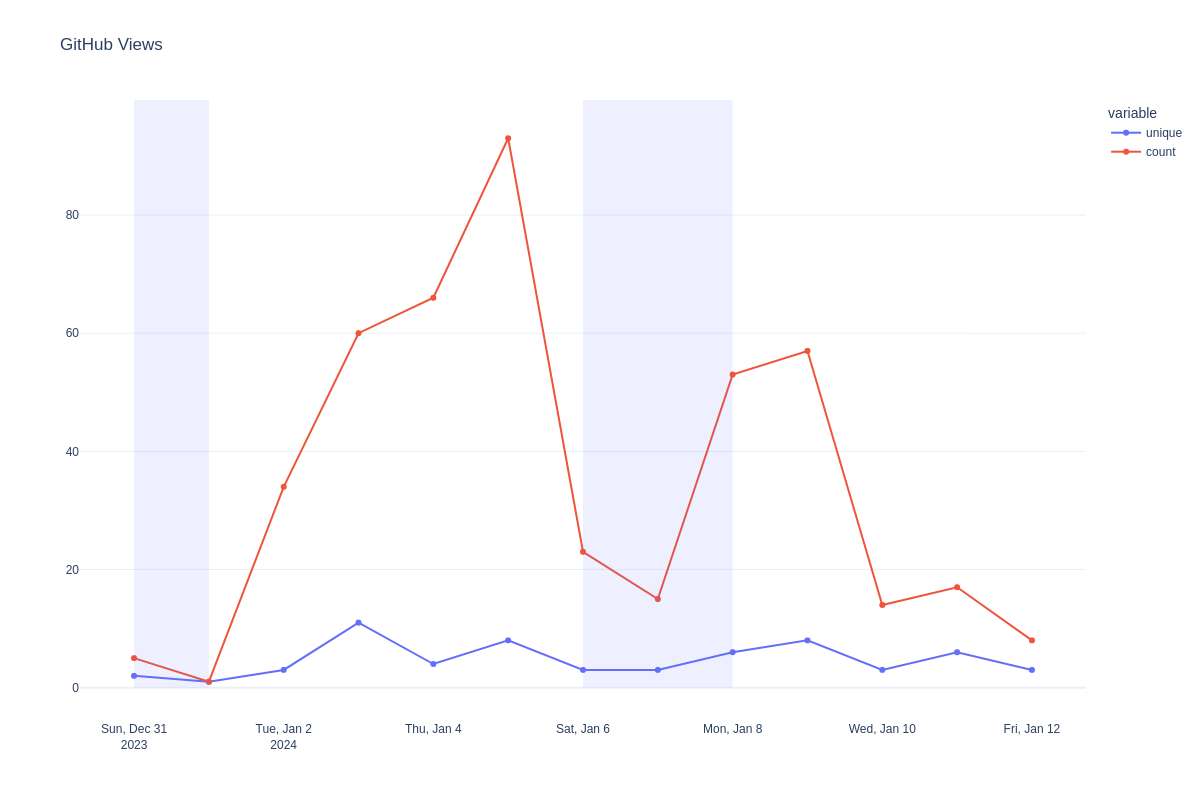 GitHub Views
variable
unique
count
80
60
40
20
0
Sun, Dec 31
2023
Tue, Jan 2
2024
Thu, Jan 4
Sat, Jan 6
Mon, Jan 8
Wed, Jan 10
Fri, Jan 12